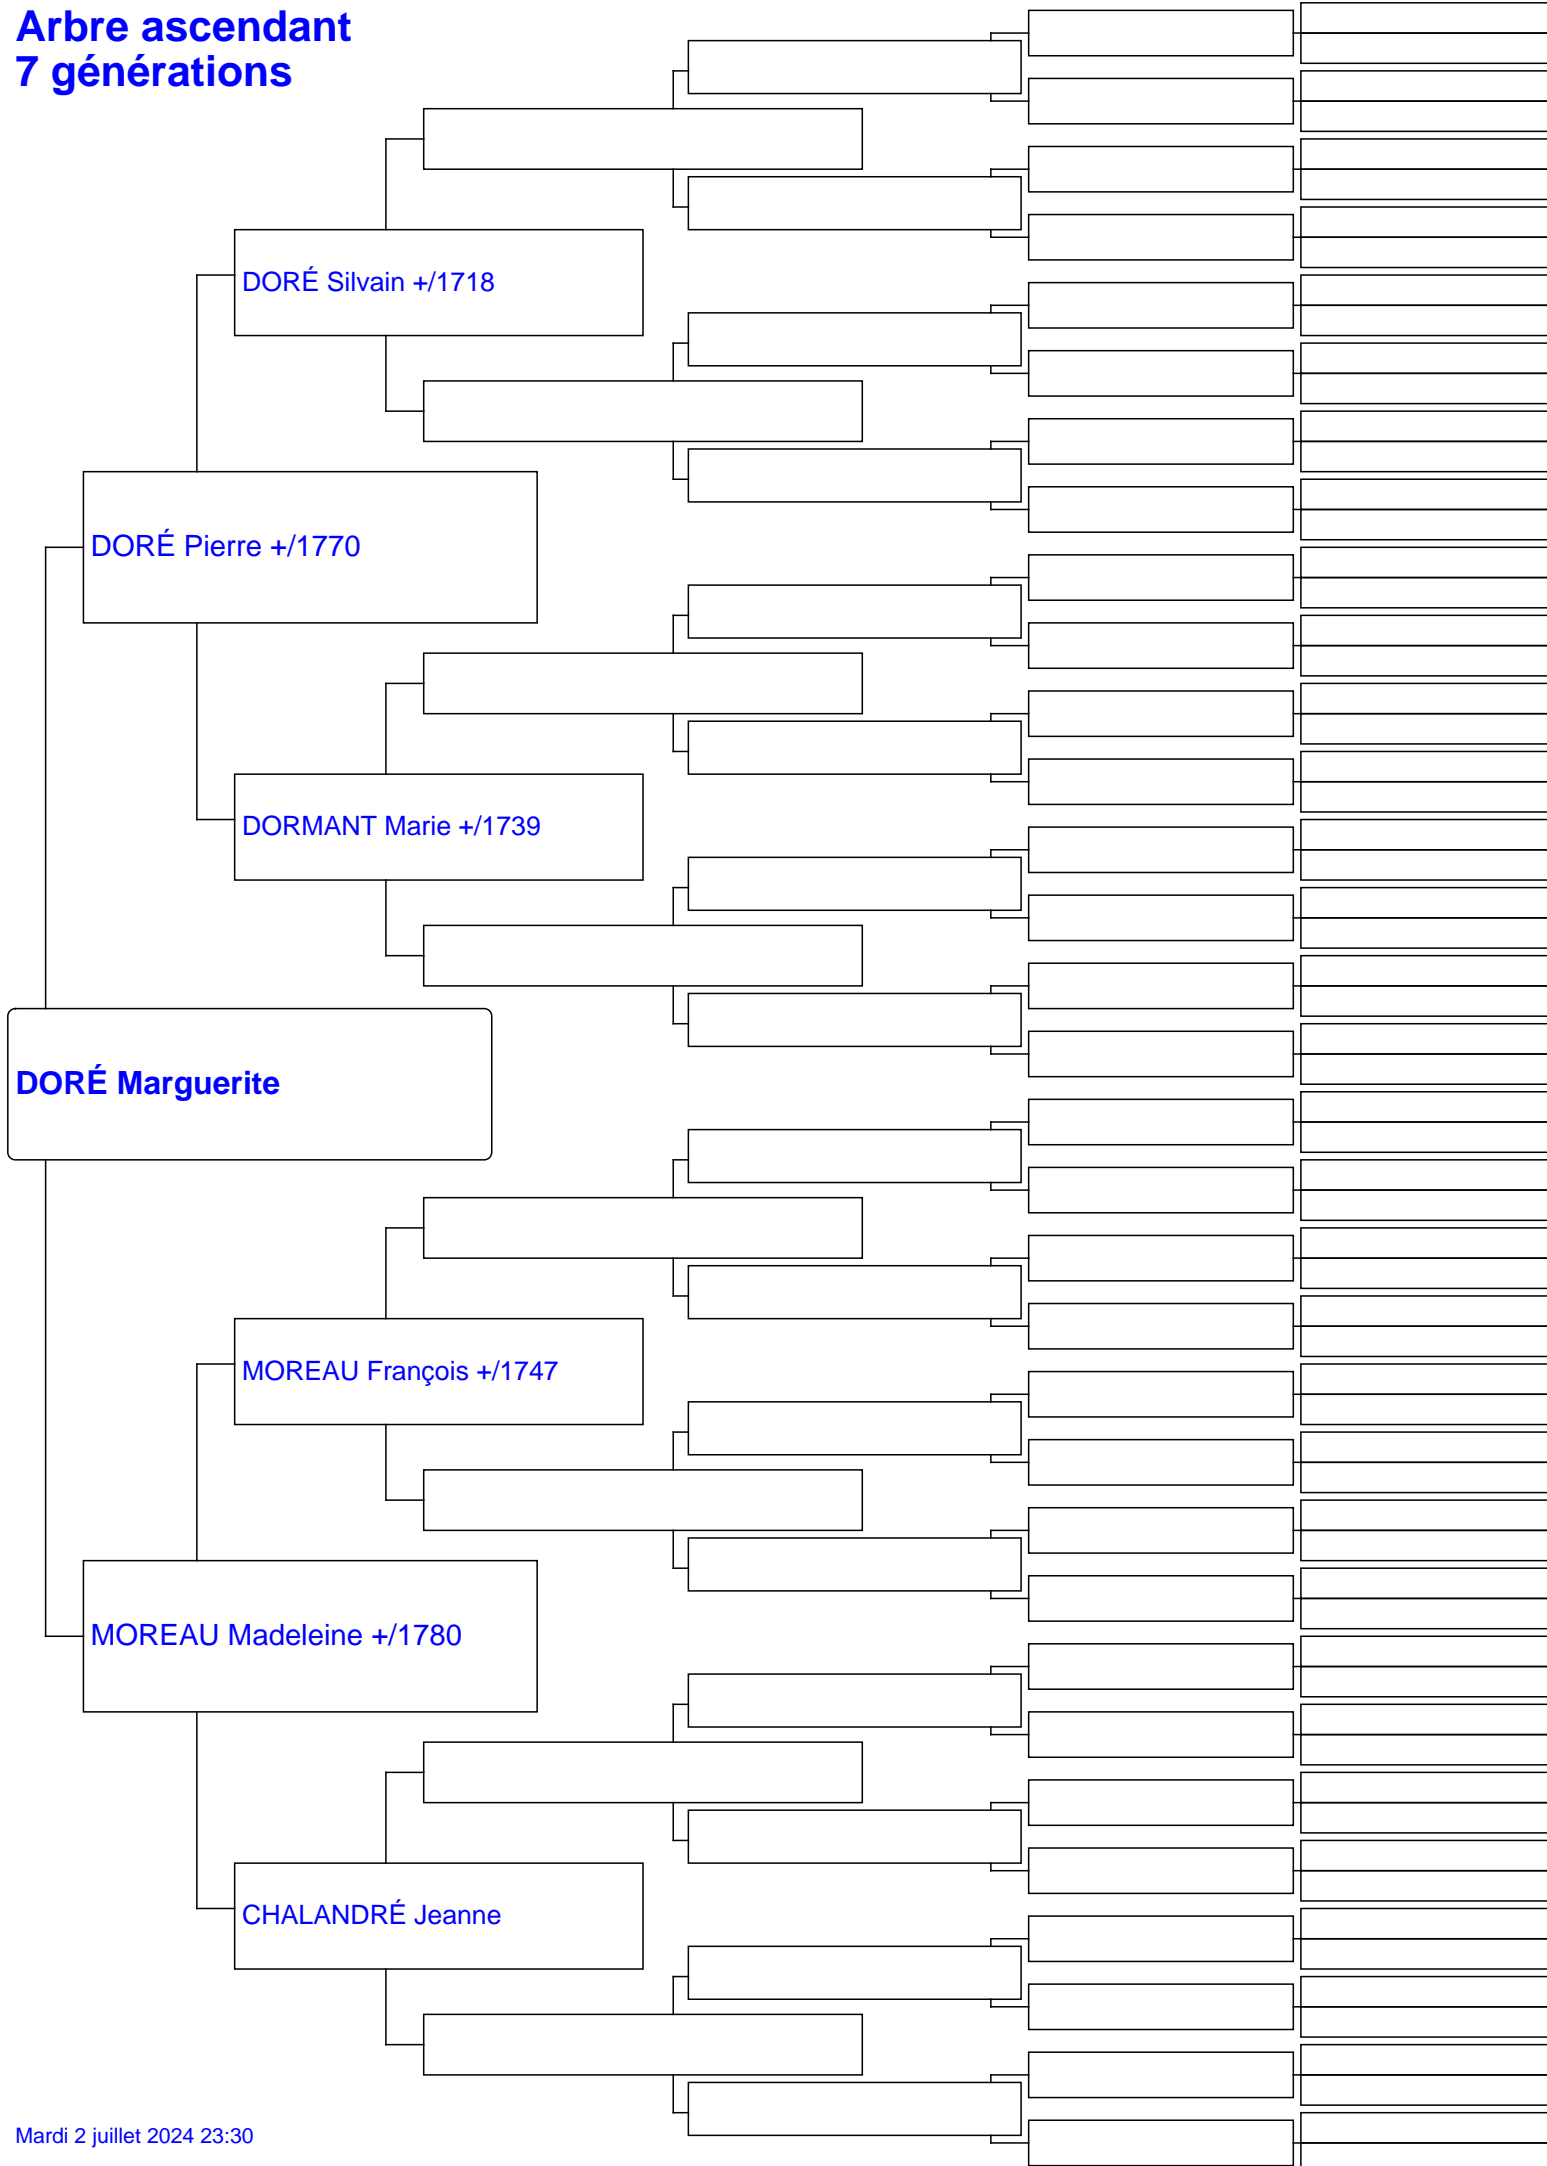 Arbre ascendant
7 générations
DORÉ Silvain +/1718
DORÉ Pierre +/1770
DORMANT Marie +/1739
DORÉ Marguerite
MOREAU François +/1747
MOREAU Madeleine +/1780
CHALANDRÉ Jeanne
Mardi 2 juillet 2024 23:30